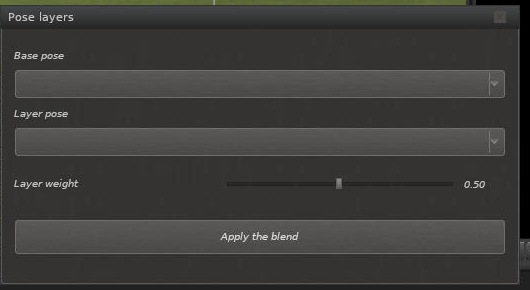 Pose layers
Base pose
Layer pose
Layer weight 0.50
Apply the blend